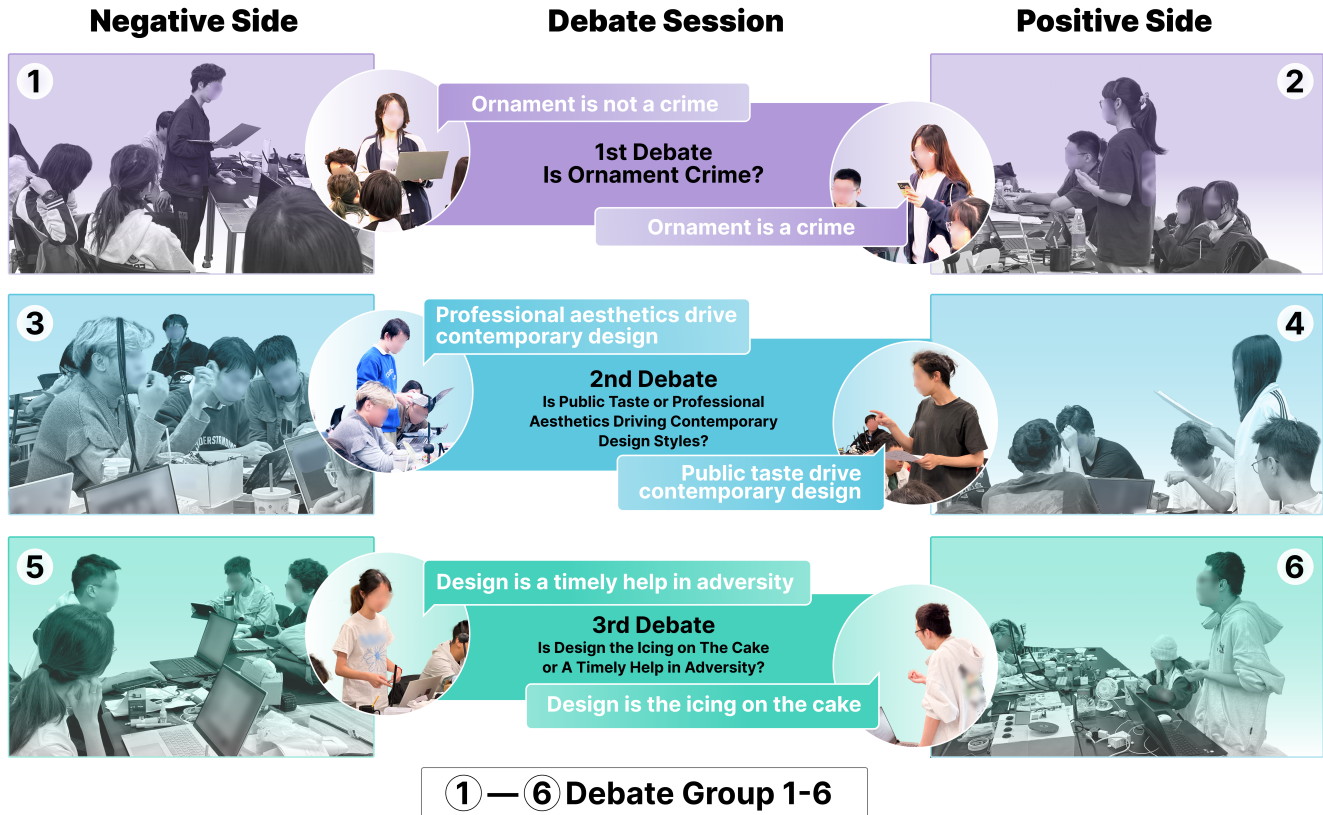 Negative Side
Debate Session
Positive Side
1
2
Ornament is not a crime
1st Debate
Is Ornament Crime?
Ornament is a crime
3
4
Professional aesthetics drive
contemporary design
2nd Debate
Is Public Taste or Professional
Aesthetics Driving Contemporary
Design Styles?
Public taste drive
contemporary design
5
6
Design is a timely help in adversity
3rd Debate
Is Design the Icing on The Cake
or A Timely Help in Adversity?
Design is the icing on the cake
1 — 6 Debate Group 1-6